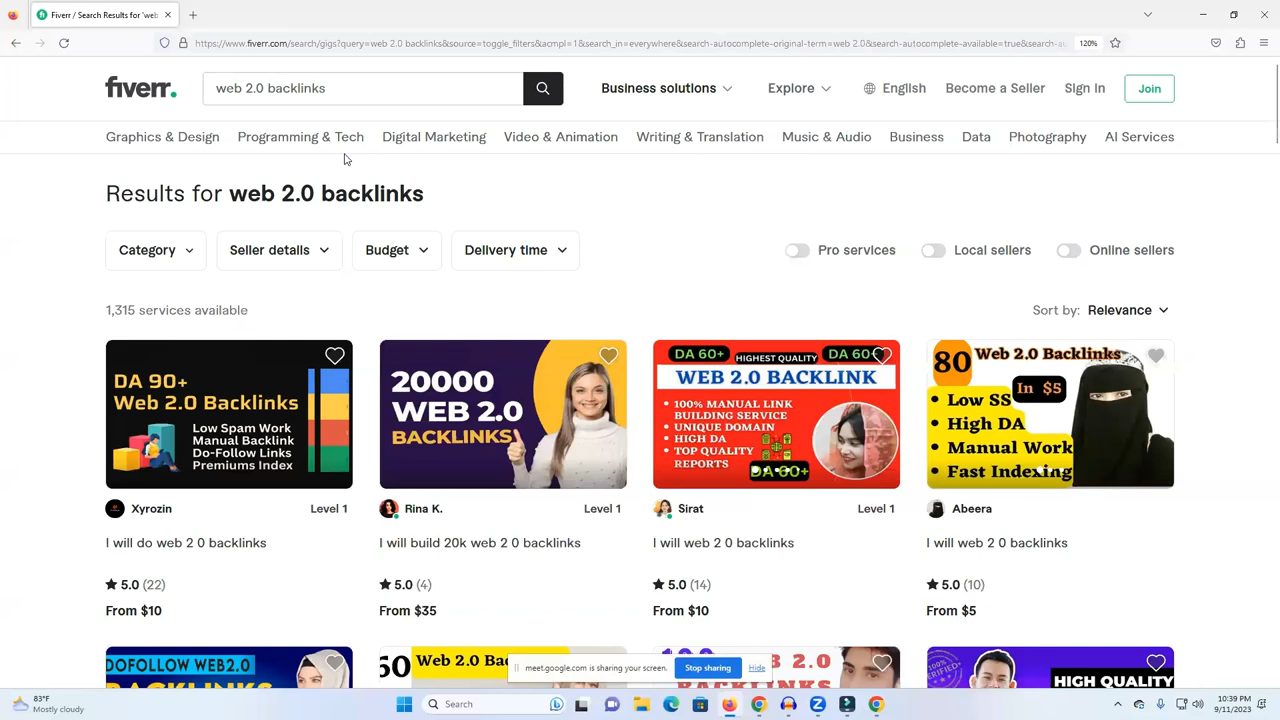 Fiverr / Search Results for 'web
https://www.fiverr.com/search/gigs?query=web 2.0 backlinks&source=toggle_filters&acmpl=1&search_in=everywhere&search-autocomplete-original-term=web 2.0&search-autocomplete-available=true&search-au
120%
fiverr.
web 2.0 backlinks
Business solutions
Explore
English
Become a Seller
Sign In
Join
Graphics & Design
Programming & Tech
Digital Marketing
Video & Animation
Writing & Translation
Music & Audio
Business
Data
Photography
AI Services
Results for web 2.0 backlinks
Category
Seller details
Budget
Delivery time
Pro services
Local sellers
Online sellers
1,315 services available
Sort by: Relevance
DA 90+
Web 2.0 Backlinks
Low Spam Work
Manual Backlink
Do-Follow Links
Premiums Index
Xyrozin
Level 1
I will do web 2 0 backlinks
5.0 (22)
From $10
20000
WEB 2.0
BACKLINKS
Rina K.
Level 1
I will build 20k web 2 0 backlinks
5.0 (4)
From $35
DA 60+
HIGHEST QUALITY
DA 60+
WEB 2.0 BACKLINK
• 100% MANUAL LINK
BUILDING SERVICE
• UNIQUE DOMAIN
• HIGH DA
• TOP QUALITY
REPORTS
DA 60+
Sirat
Level 1
I will web 2 0 backlinks
5.0 (14)
From $10
80
Web 2.0 Backlinks
In $5
• Low SS
• High DA
• Manual Work
• Fast Indexing
Abeera
I will web 2 0 backlinks
5.0 (10)
From $5
DOFOLLOW WEB2.0
Web 2.0 Ba
2.0
100%
VERIFIED
HIGH QUALITY
meet.google.com is sharing your screen.
Stop sharing
Hide
83°F
Mostly cloudy
Search
10:39 PM
9/11/2023